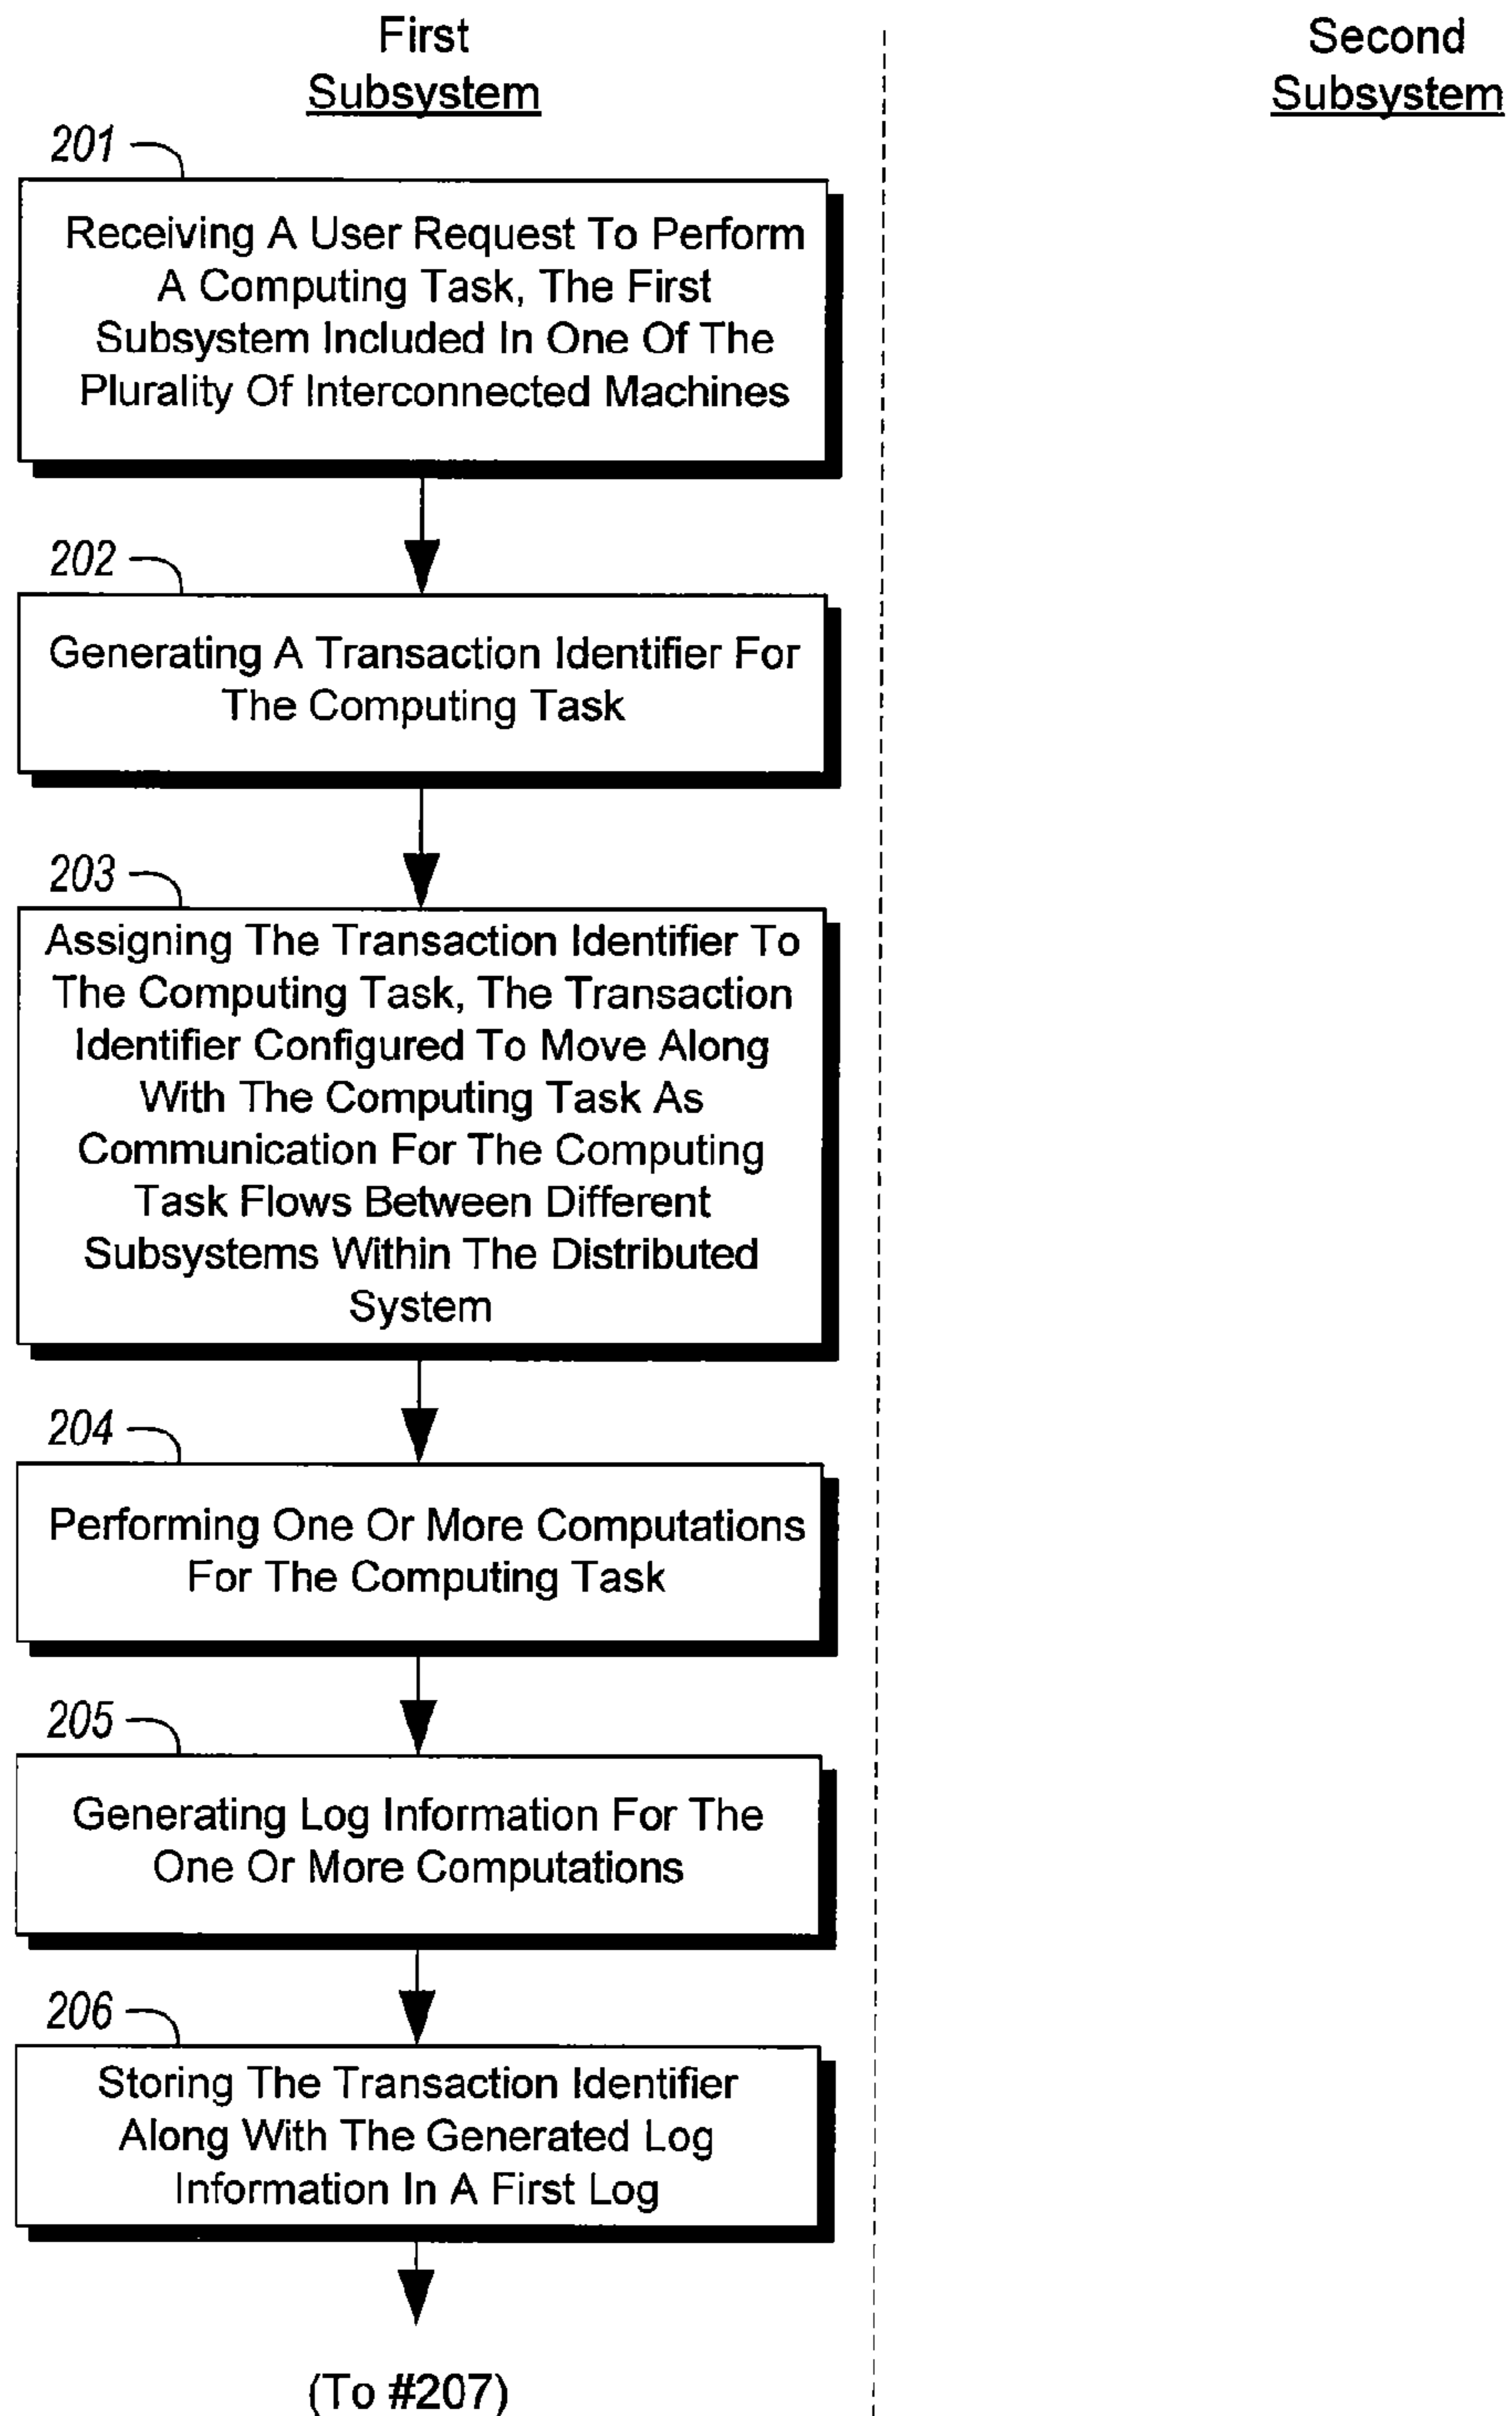 First
Subsystem
Second
Subsystem
201
Receiving A User Request To Perform
A Computing Task, The First
Subsystem Included In One Of The
Plurality Of Interconnected Machines
202
Generating A Transaction Identifier For
The Computing Task
203
Assigning The Transaction Identifier To
The Computing Task, The Transaction
Identifier Configured To Move Along
With The Computing Task As
Communication For The Computing
Task Flows Between Different
Subsystems Within The Distributed
System
204
Performing One Or More Computations
For The Computing Task
205
Generating Log Information For The
One Or More Computations
206
Storing The Transaction Identifier
Along With The Generated Log
Information In A First Log
(To #207)